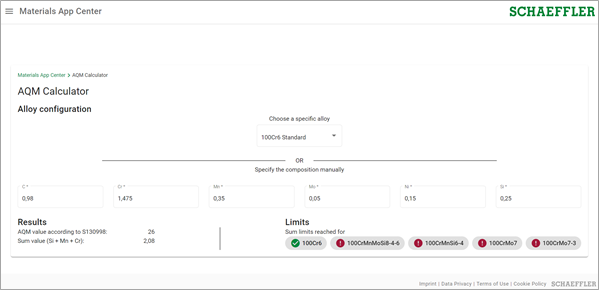 Materials App Center
SCHAEFFLER
Materials App Center > AQM Calculator
AQM Calculator
Alloy configuration
Choose a specific alloy
100Cr6 Standard
OR
Specify the composition manually
C * Cr * Mn * Mo * Ni * Si *
0,98 1,475 0,35 0,05 0,15 0,25
Results
AQM value according to S130998: 26
Sum value (Si + Mn + Cr): 2,08
Limits
Sum limits reached for
100Cr6 100CrMnMoSi8-4-6 100CrMnSi6-4 100CrMo7 100CrMo7-3
Imprint | Data Privacy | Terms of Use | Cookie Policy SCHAEFFLER